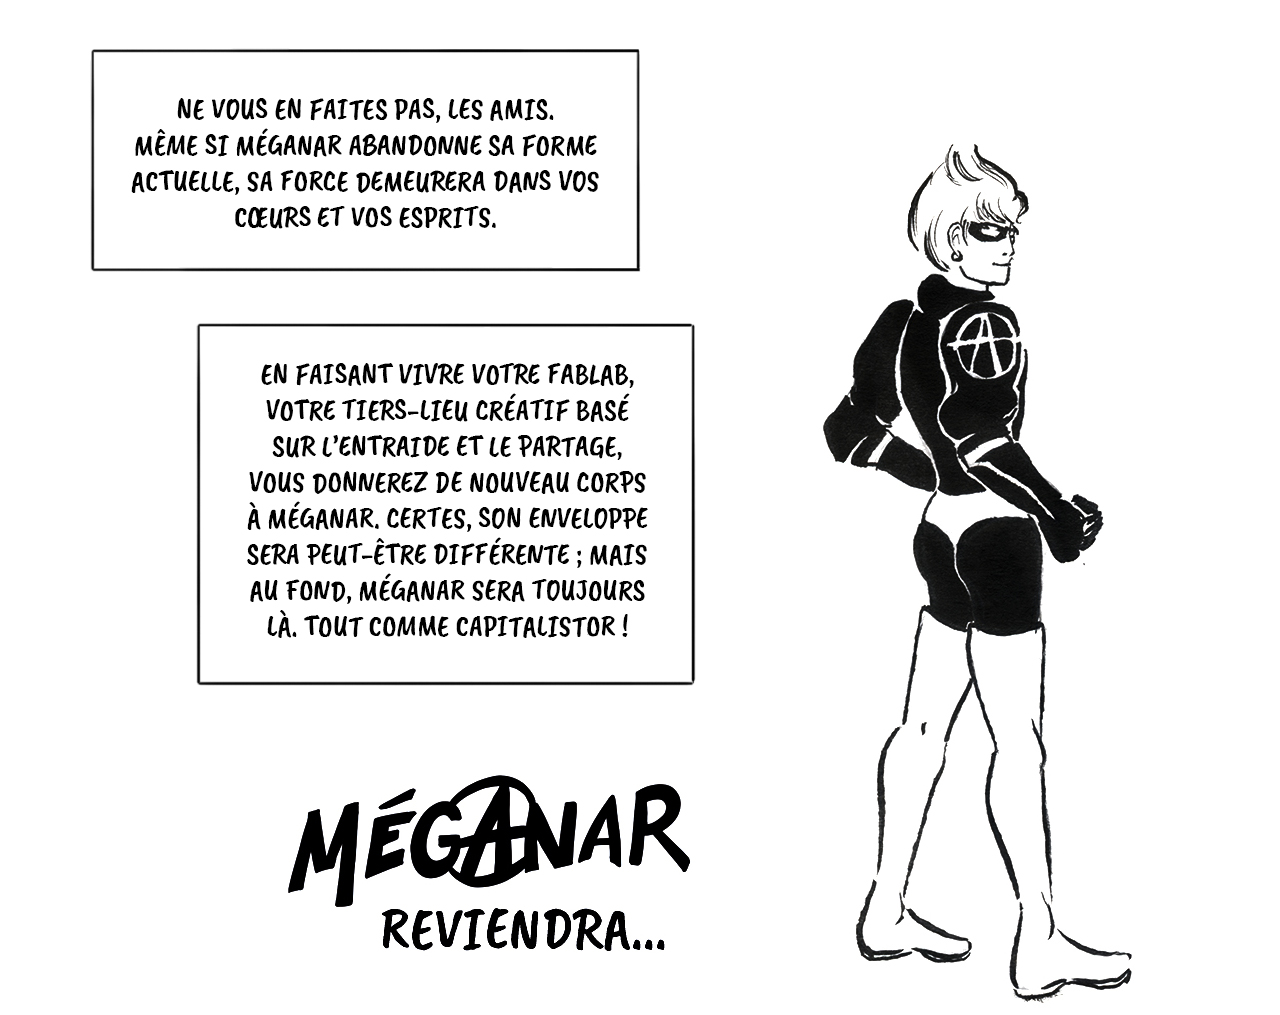 NE VOUS EN FAITES PAS, LES AMIS.
MÊME SI MÉGANAR ABANDONNE SA FORME
ACTUELLE, SA FORCE DEMEURERA DANS VOS
CŒURS ET VOS ESPRITS.
EN FAISANT VIVRE VOTRE FABLAB,
VOTRE TIERS-LIEU CRÉATIF BASÉ
SUR L'ENTRAIDE ET LE PARTAGE,
VOUS DONNEREZ DE NOUVEAU CORPS
À MÉGANAR. CERTES, SON ENVELOPPE
SERA PEUT-ÊTRE DIFFÉRENTE ; MAIS
AU FOND, MÉGANAR SERA TOUJOURS
LÀ. TOUT COMME CAPITALISTOR !
A
MÉGANAR
REVIENDRA...